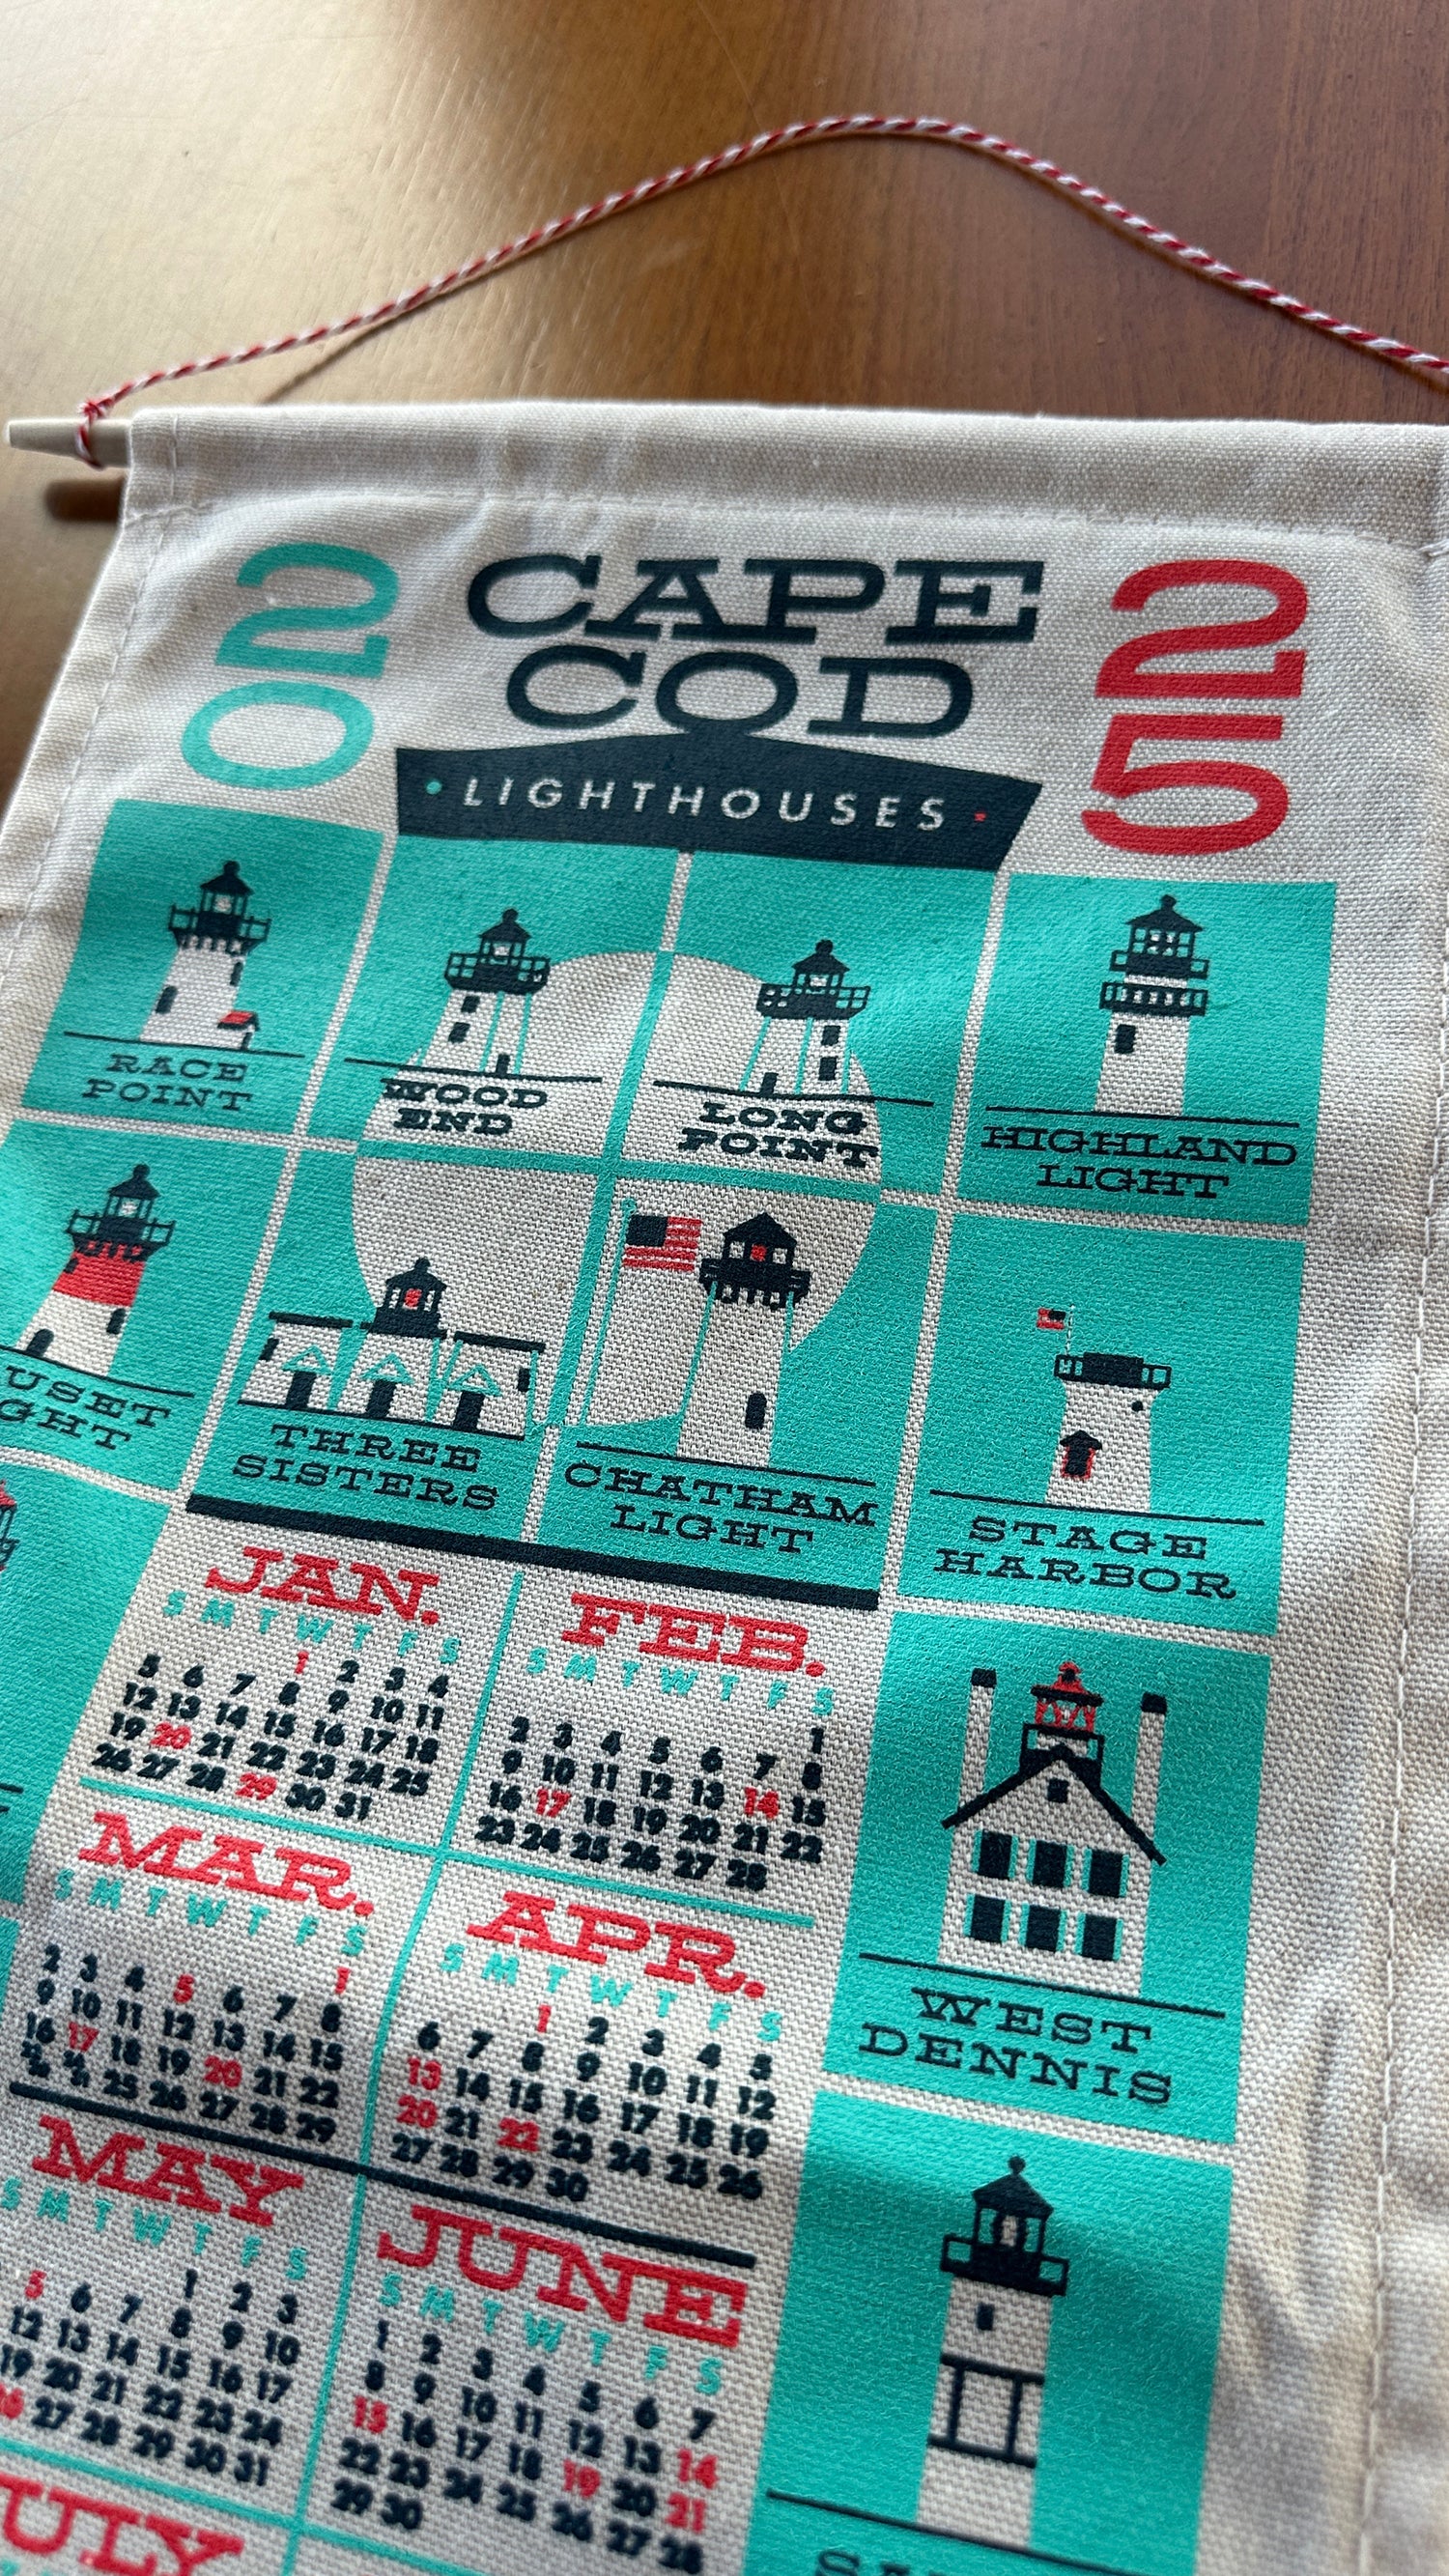 20
CAPE
COD
25
• LIGHTHOUSES •
RACE
POINT
WOOD
END
LONG
POINT
HIGHLAND
LIGHT
USET
GHT
THREE
SISTERS
CHATHAM
LIGHT
STAGE
HARBOR
JAN.
S M T W T F S
1 2 3 4
5 6 7 8 9 10 11
12 13 14 15 16 17 18
19 20 21 22 23 24 25
26 27 28 29 30 31
FEB.
S M T W T F S
1
2 3 4 5 6 7 8
9 10 11 12 13 14 15
16 17 18 19 20 21 22
23 24 25 26 27 28
WEST
DENNIS
MAR.
S M T W T F S
1
2 3 4 5 6 7 8
9 10 11 12 13 14 15
16 17 18 19 20 21 22
25 26 27 28 29
APR.
S M T W T F S
1 2 3 4 5
6 7 8 9 10 11 12
13 14 15 16 17 18 19
20 21 22 23 24 25 26
27 28 29 30
MAY
S M T W T F S
1 2 3
5 6 7 8 9 10
12 13 14 15 16 17
19 20 21 22 23 24
27 28 29 30 31
JUNE
S M T W T F S
1 2 3 4 5 6 7
8 9 10 11 12 13 14
15 16 17 18 19 20 21
22 23 24 25 26 27 28
29 30
ULY